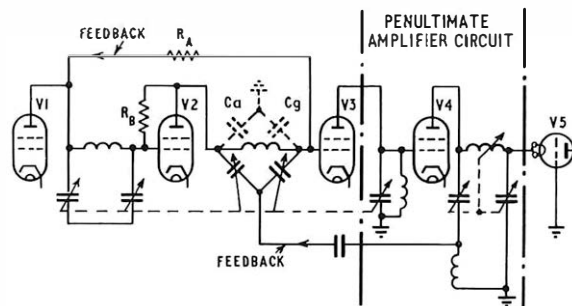 PENULTIMATE
AMPLIFIER CIRCUIT
FEEDBACK
RA
V1
RB
V2
Ca
Cg
V3
V4
V5
FEEDBACK